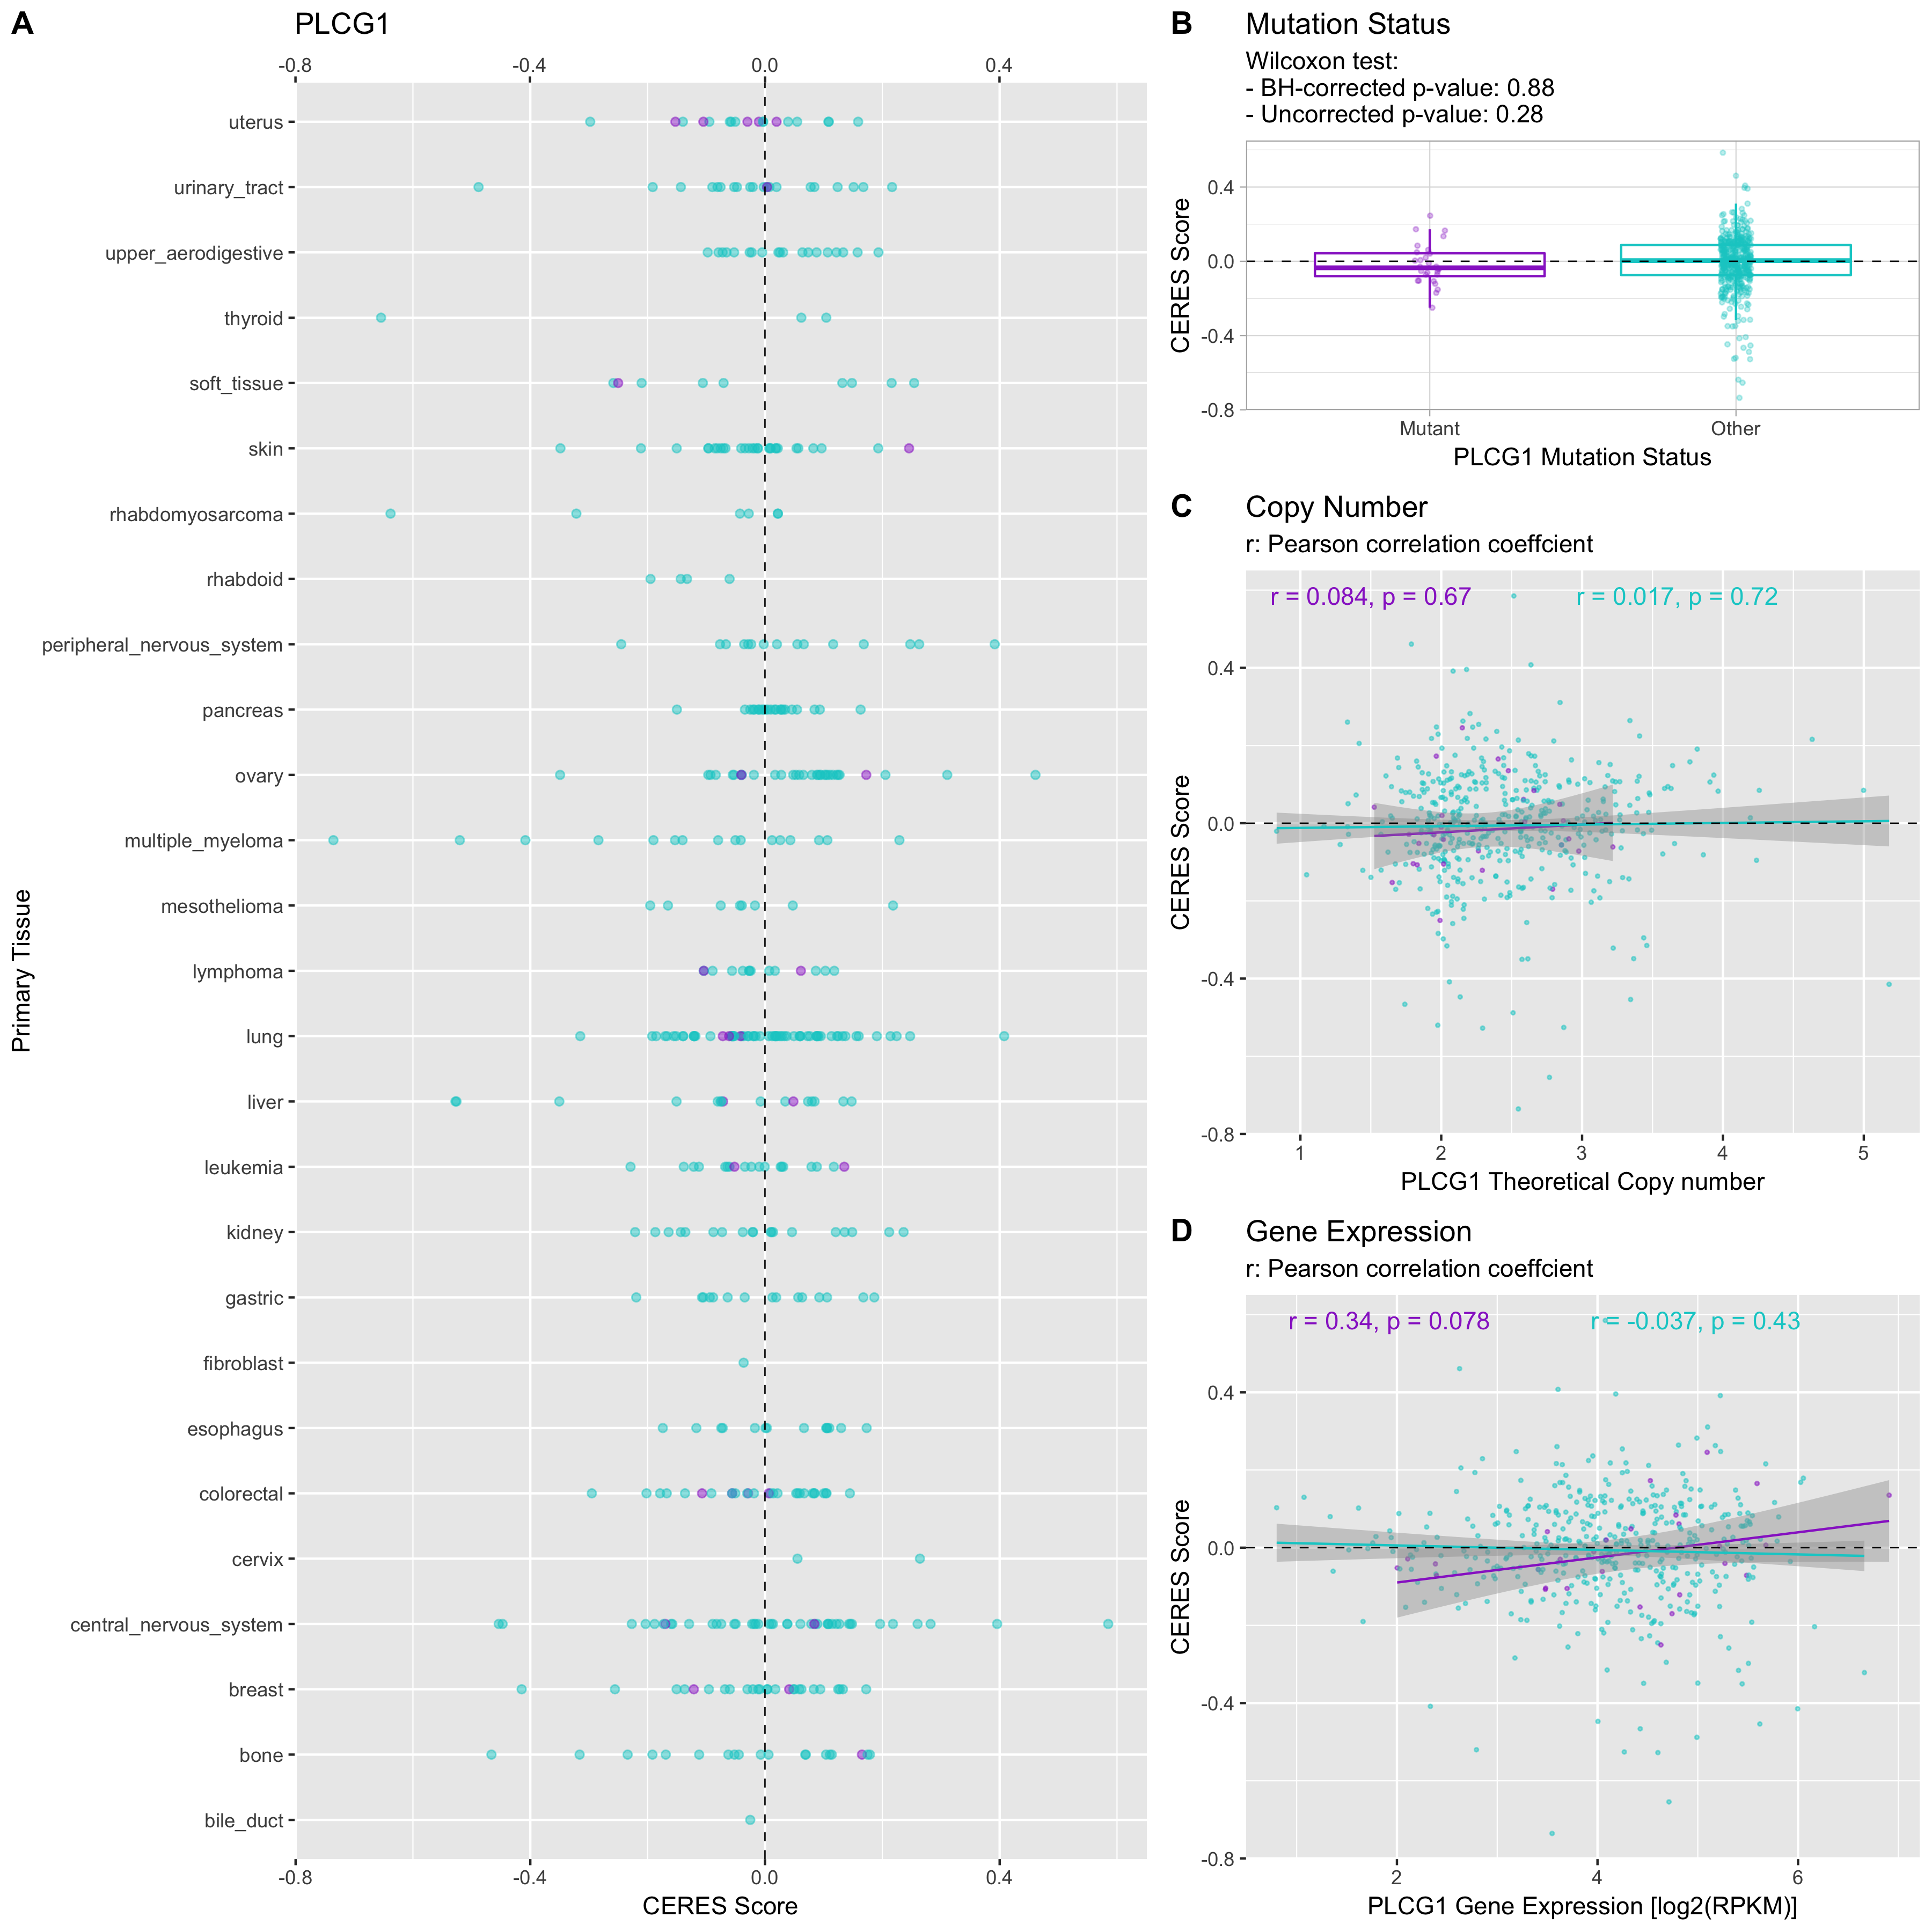 A
PLCG1
-0.8 -0.4 0.0 0.4
uterus
urinary_tract
upper_aerodigestive
thyroid
soft_tissue
skin
rhabdomyosarcoma
rhabdoid
peripheral_nervous_system
pancreas
ovary
multiple_myeloma
mesothelioma
lymphoma
lung
liver
leukemia
kidney
gastric
fibroblast
esophagus
colorectal
cervix
central_nervous_system
breast
bone
bile_duct
Primary Tissue
-0.8 -0.4 0.0 0.4
CERES Score
B
Mutation Status
Wilcoxon test:
- BH-corrected p-value: 0.88
- Uncorrected p-value: 0.28
CERES Score
0.4
0.0
-0.4
-0.8
Mutant Other
PLCG1 Mutation Status
C
Copy Number
r: Pearson correlation coeffcient
r = 0.084, p = 0.67 r = 0.017, p = 0.72
CERES Score
0.4
0.0
-0.4
-0.8
1 2 3 4 5
PLCG1 Theoretical Copy number
D
Gene Expression
r: Pearson correlation coeffcient
r = 0.34, p = 0.078 r = -0.037, p = 0.43
CERES Score
0.4
0.0
-0.4
-0.8
2 4 6
PLCG1 Gene Expression [log2(RPKM)]